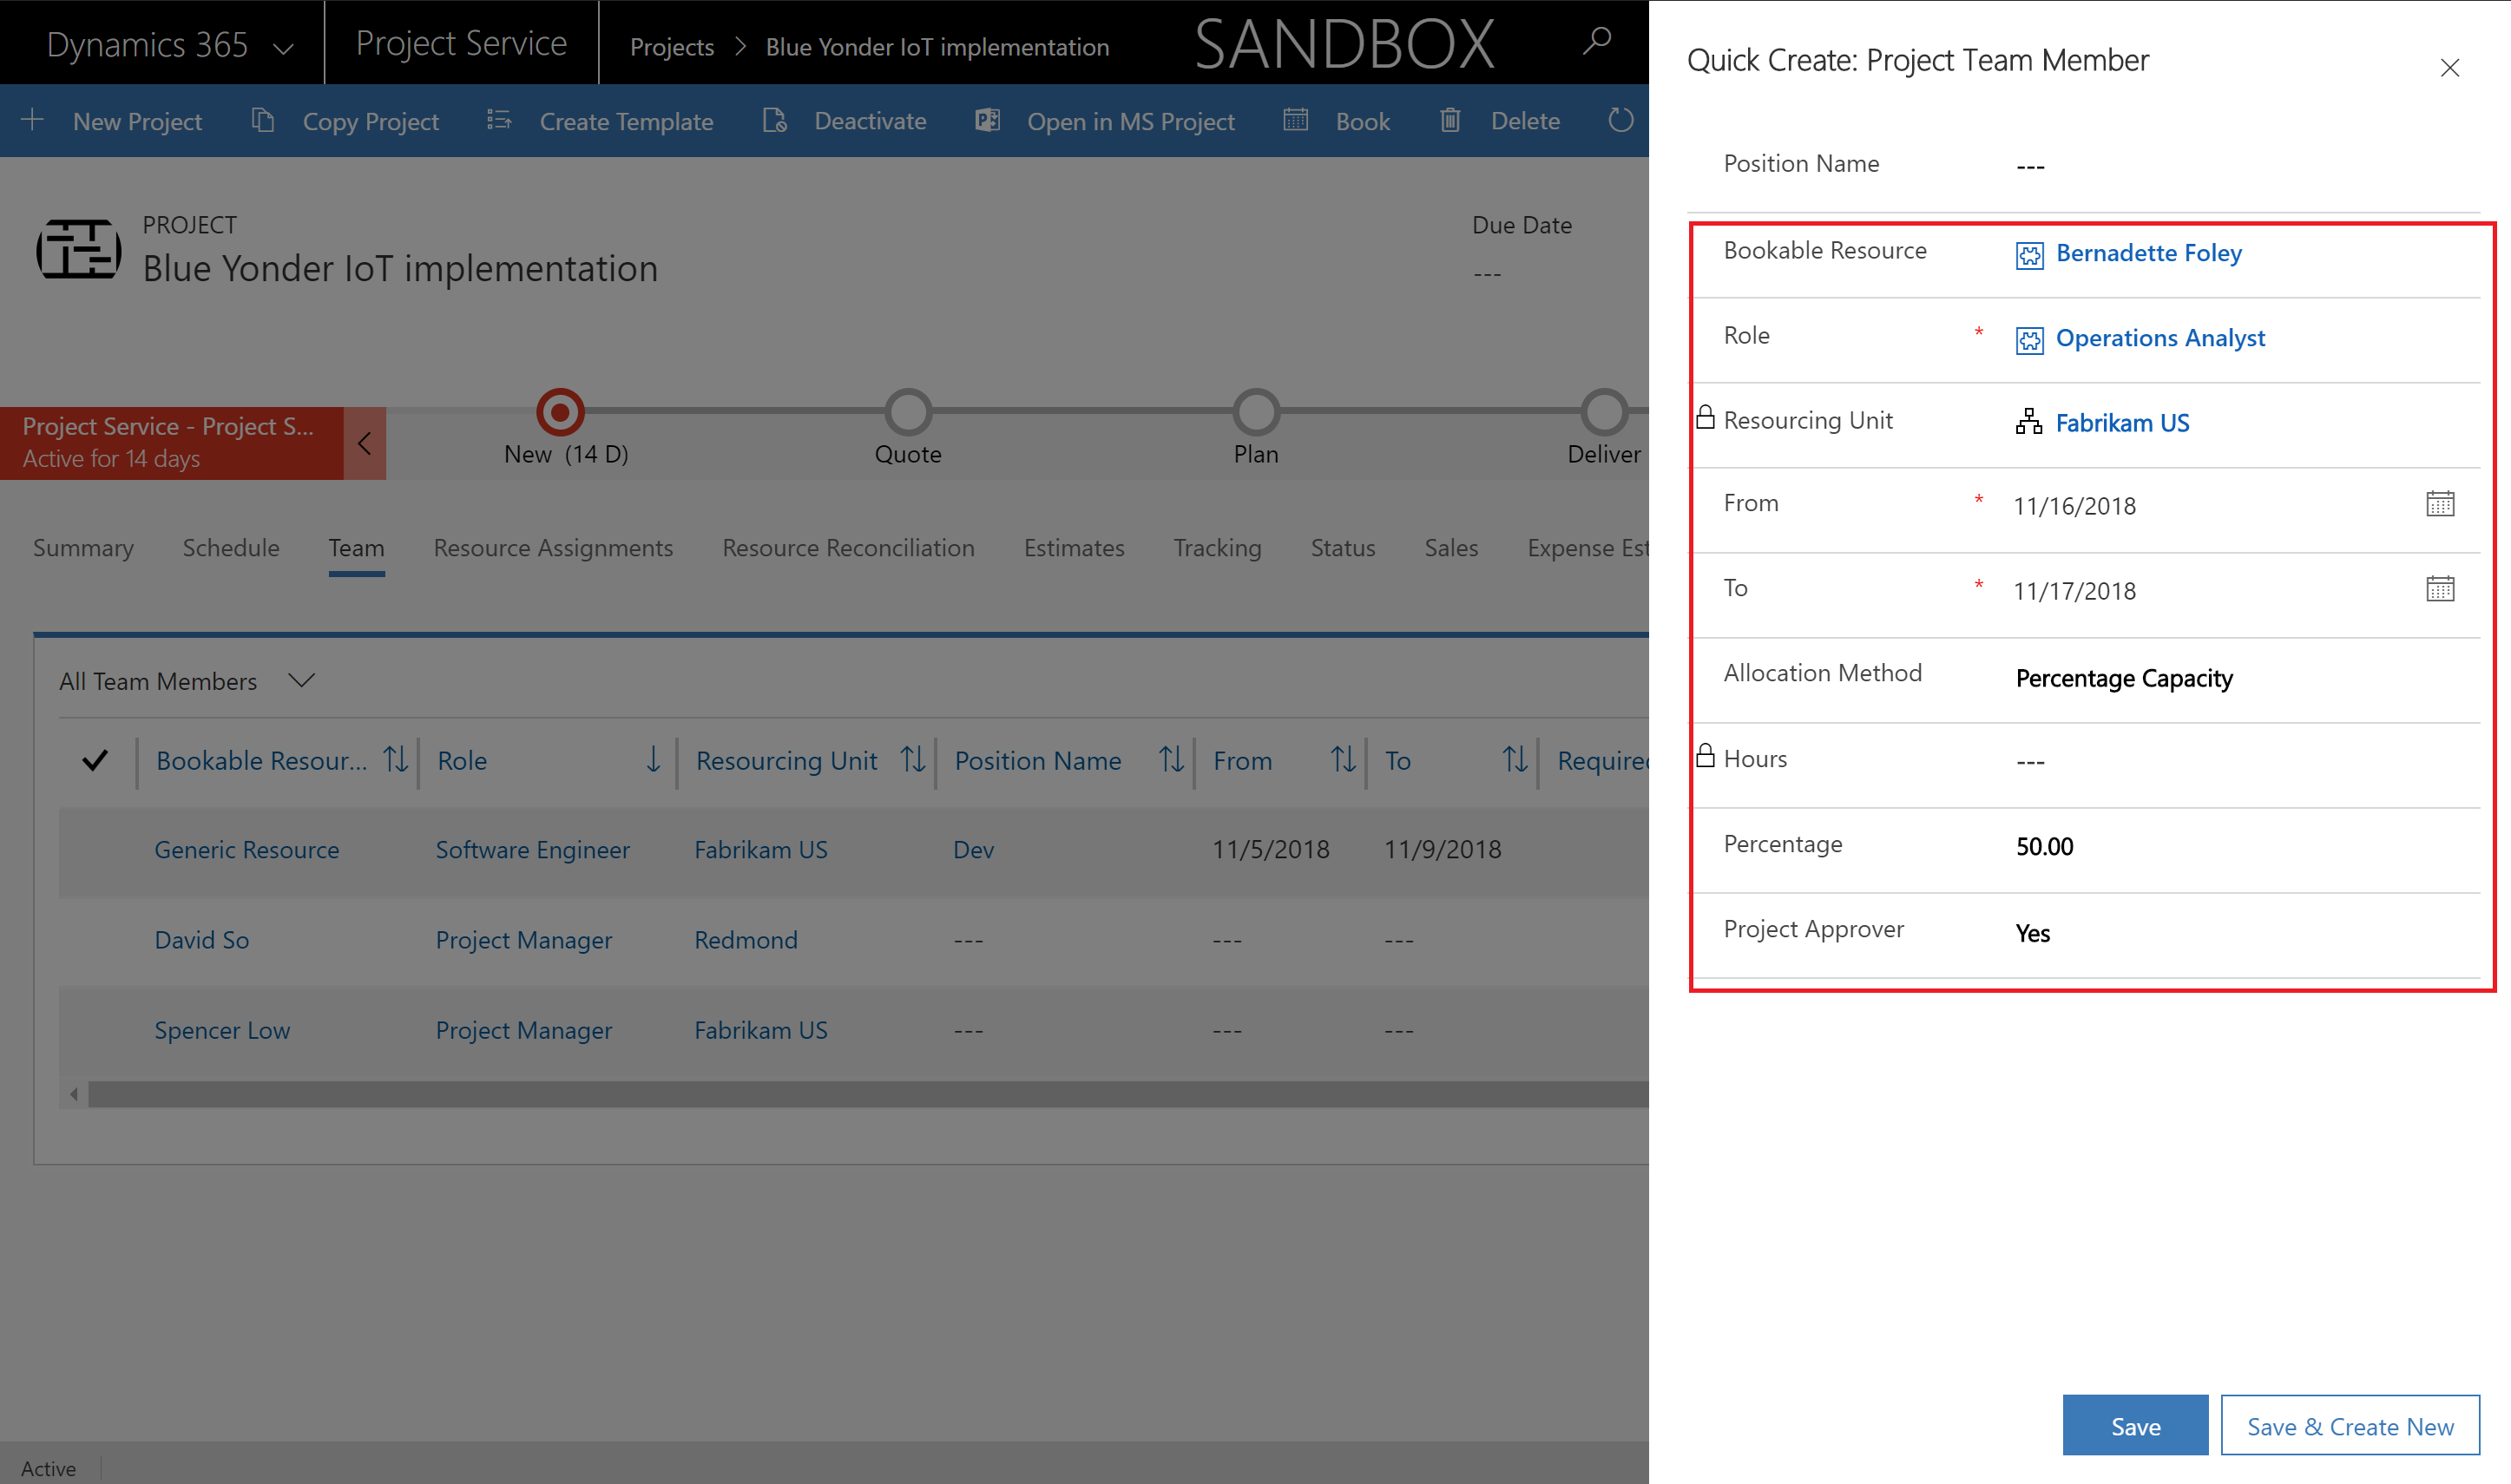 Dynamics 365
Project Service
Projects > Blue Yonder IoT implementation
SANDBOX
New Project
Copy Project
Create Template
Deactivate
Open in MS Project
Book
Delete
PROJECT
Blue Yonder IoT implementation
Due Date
---
Project Service - Project S...
Active for 14 days
New (14 D)
Quote
Plan
Deliver
Summary
Schedule
Team
Resource Assignments
Resource Reconciliation
Estimates
Tracking
Status
Sales
Expense Est
All Team Members
Bookable Resour... Role Resourcing Unit Position Name From To Required
Generic Resource Software Engineer Fabrikam US Dev 11/5/2018 11/9/2018
David So Project Manager Redmond --- --- ---
Spencer Low Project Manager Fabrikam US --- --- ---
Active
Quick Create: Project Team Member
Position Name ---
Bookable Resource Bernadette Foley
Role * Operations Analyst
Resourcing Unit Fabrikam US
From * 11/16/2018
To * 11/17/2018
Allocation Method Percentage Capacity
Hours ---
Percentage 50.00
Project Approver Yes
Save
Save & Create New